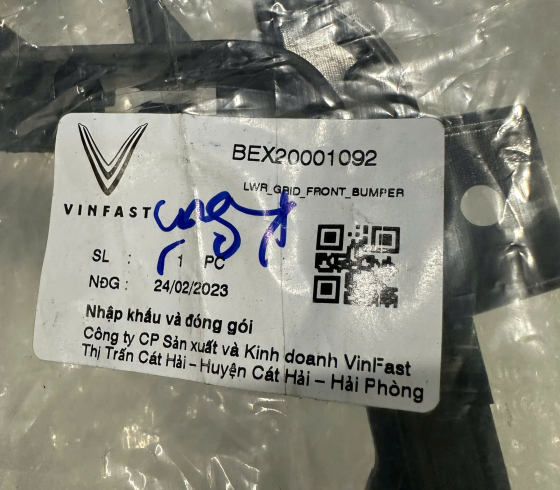 BEX20001092
LWR_GRID_FRONT_BUMPER
VINFAST
SL : 1 PC
NĐG : 24/02/2023
Nhập khẩu và đóng gói
Công ty CP Sản xuất và Kinh doanh VinFast
Thị Trấn Cát Hải – Huyện Cát Hải – Hải Phòng